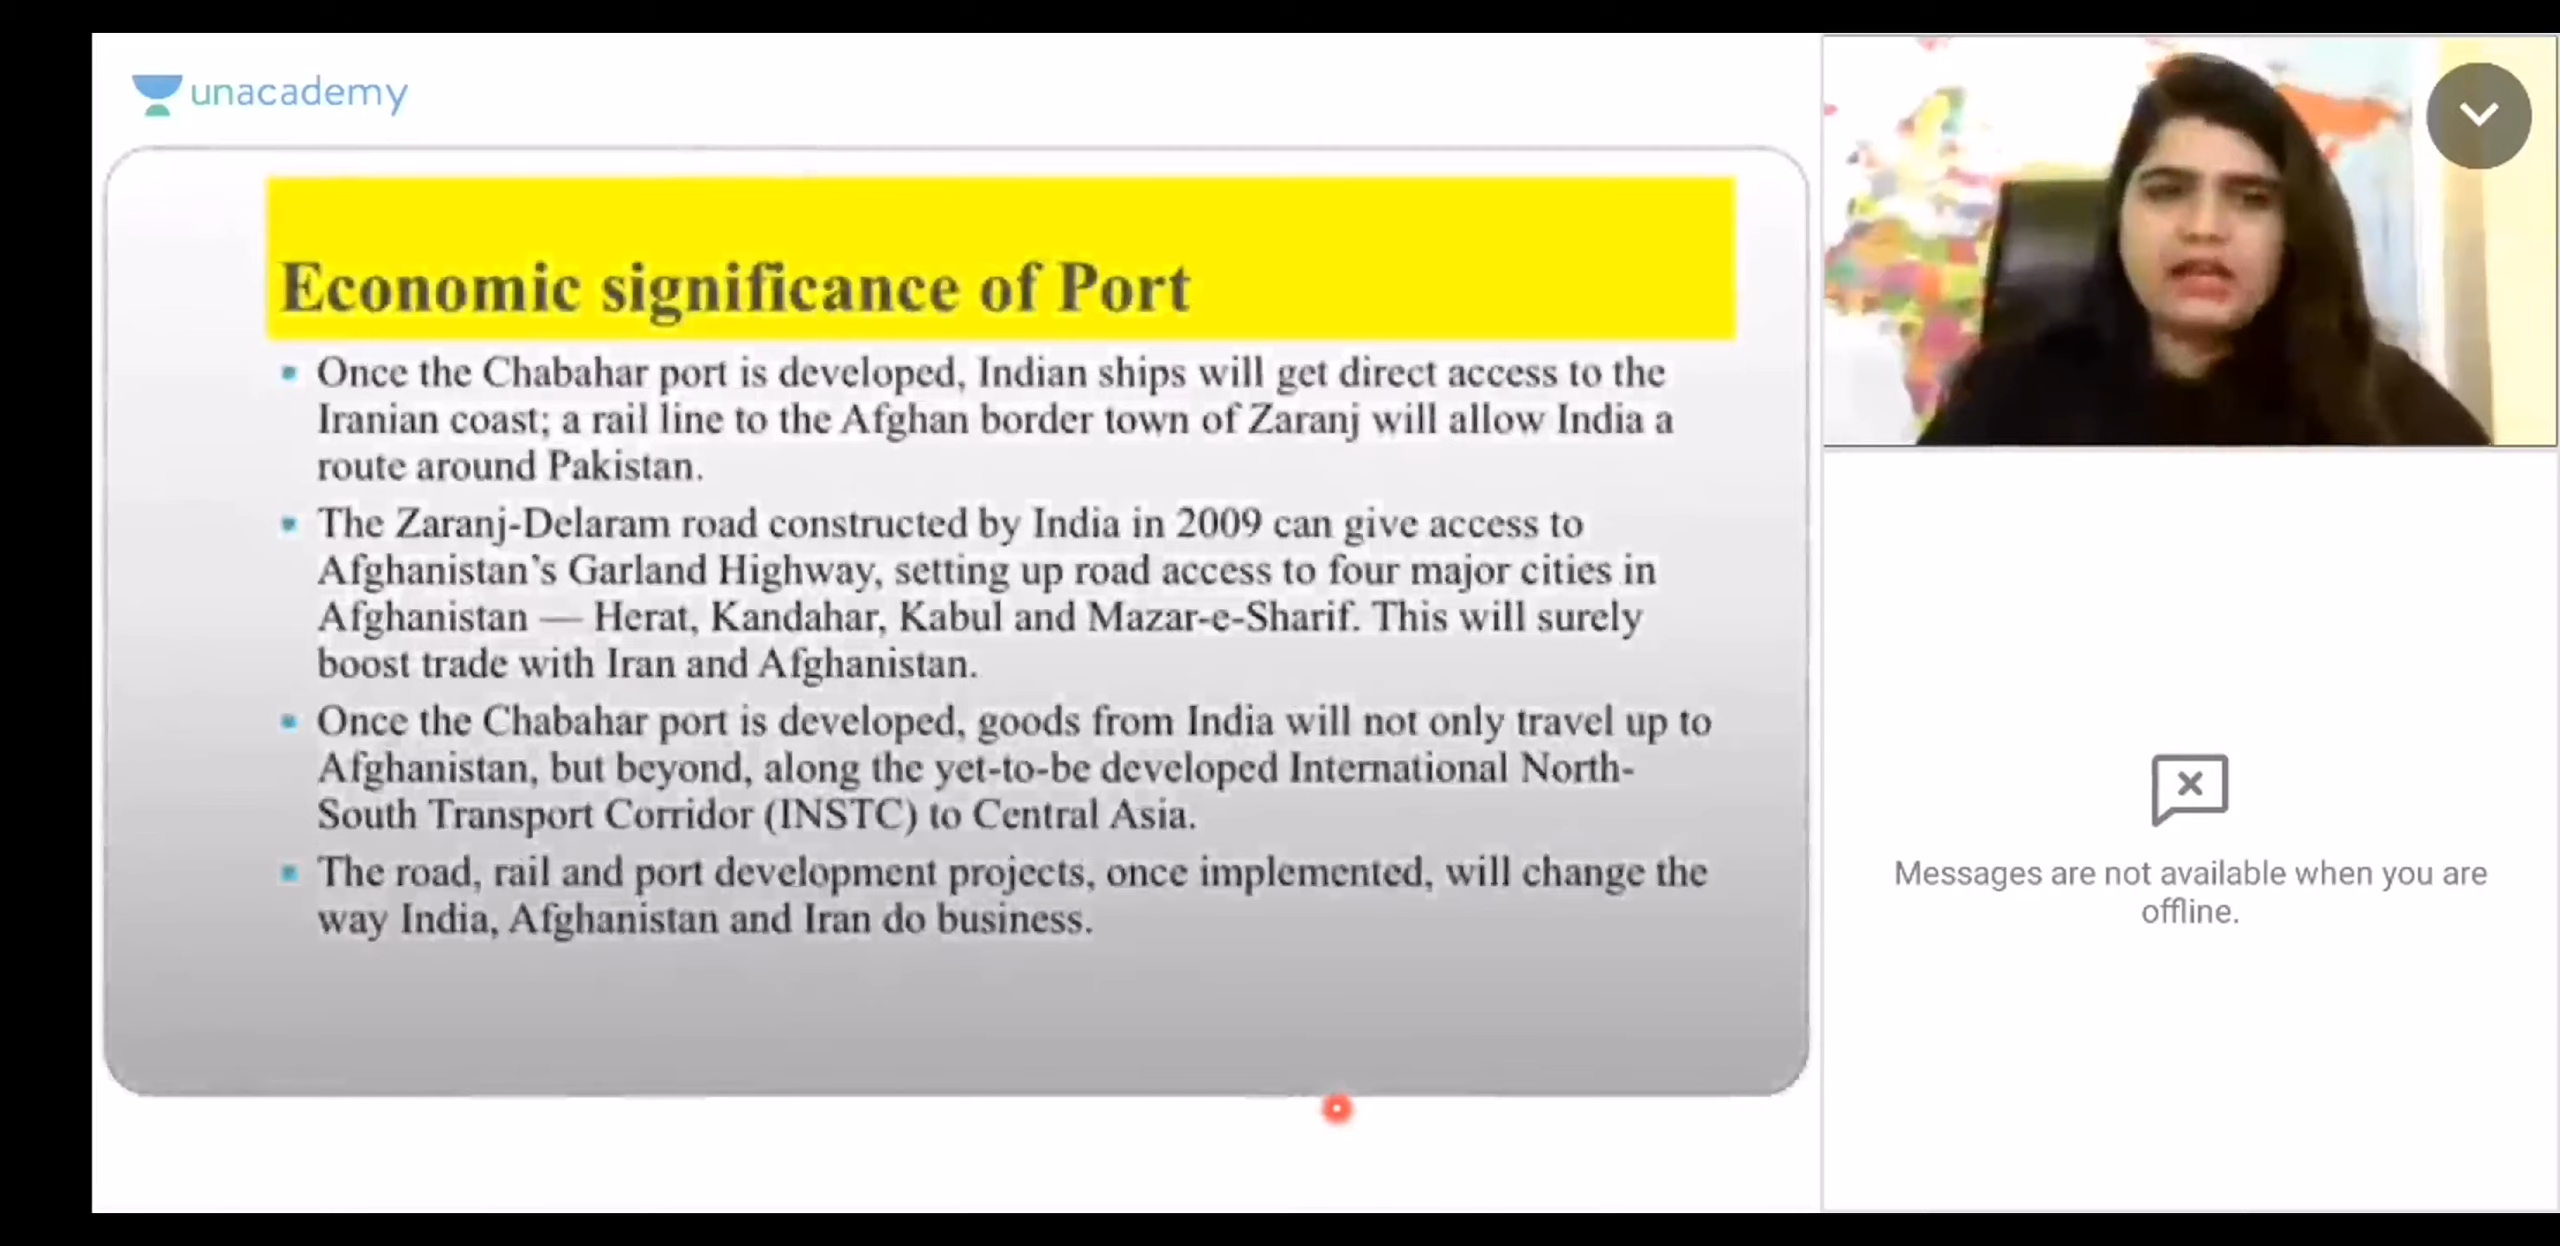 unacademy
Economic significance of Port
Once the Chabahar port is developed, Indian ships will get direct access to the
Iranian coast; a rail line to the Afghan border town of Zaranj will allow India a
route around Pakistan.
The Zaranj-Delaram road constructed by India in 2009 can give access to
Afghanistan's Garland Highway, setting up road access to four major cities in
Afghanistan — Herat, Kandahar, Kabul and Mazar-e-Sharif. This will surely
boost trade with Iran and Afghanistan.
Once the Chabahar port is developed, goods from India will not only travel up to
Afghanistan, but beyond, along the yet-to-be developed International North-
South Transport Corridor (INSTC) to Central Asia.
The road, rail and port development projects, once implemented, will change the
way India, Afghanistan and Iran do business.
Messages are not available when you are
offline.